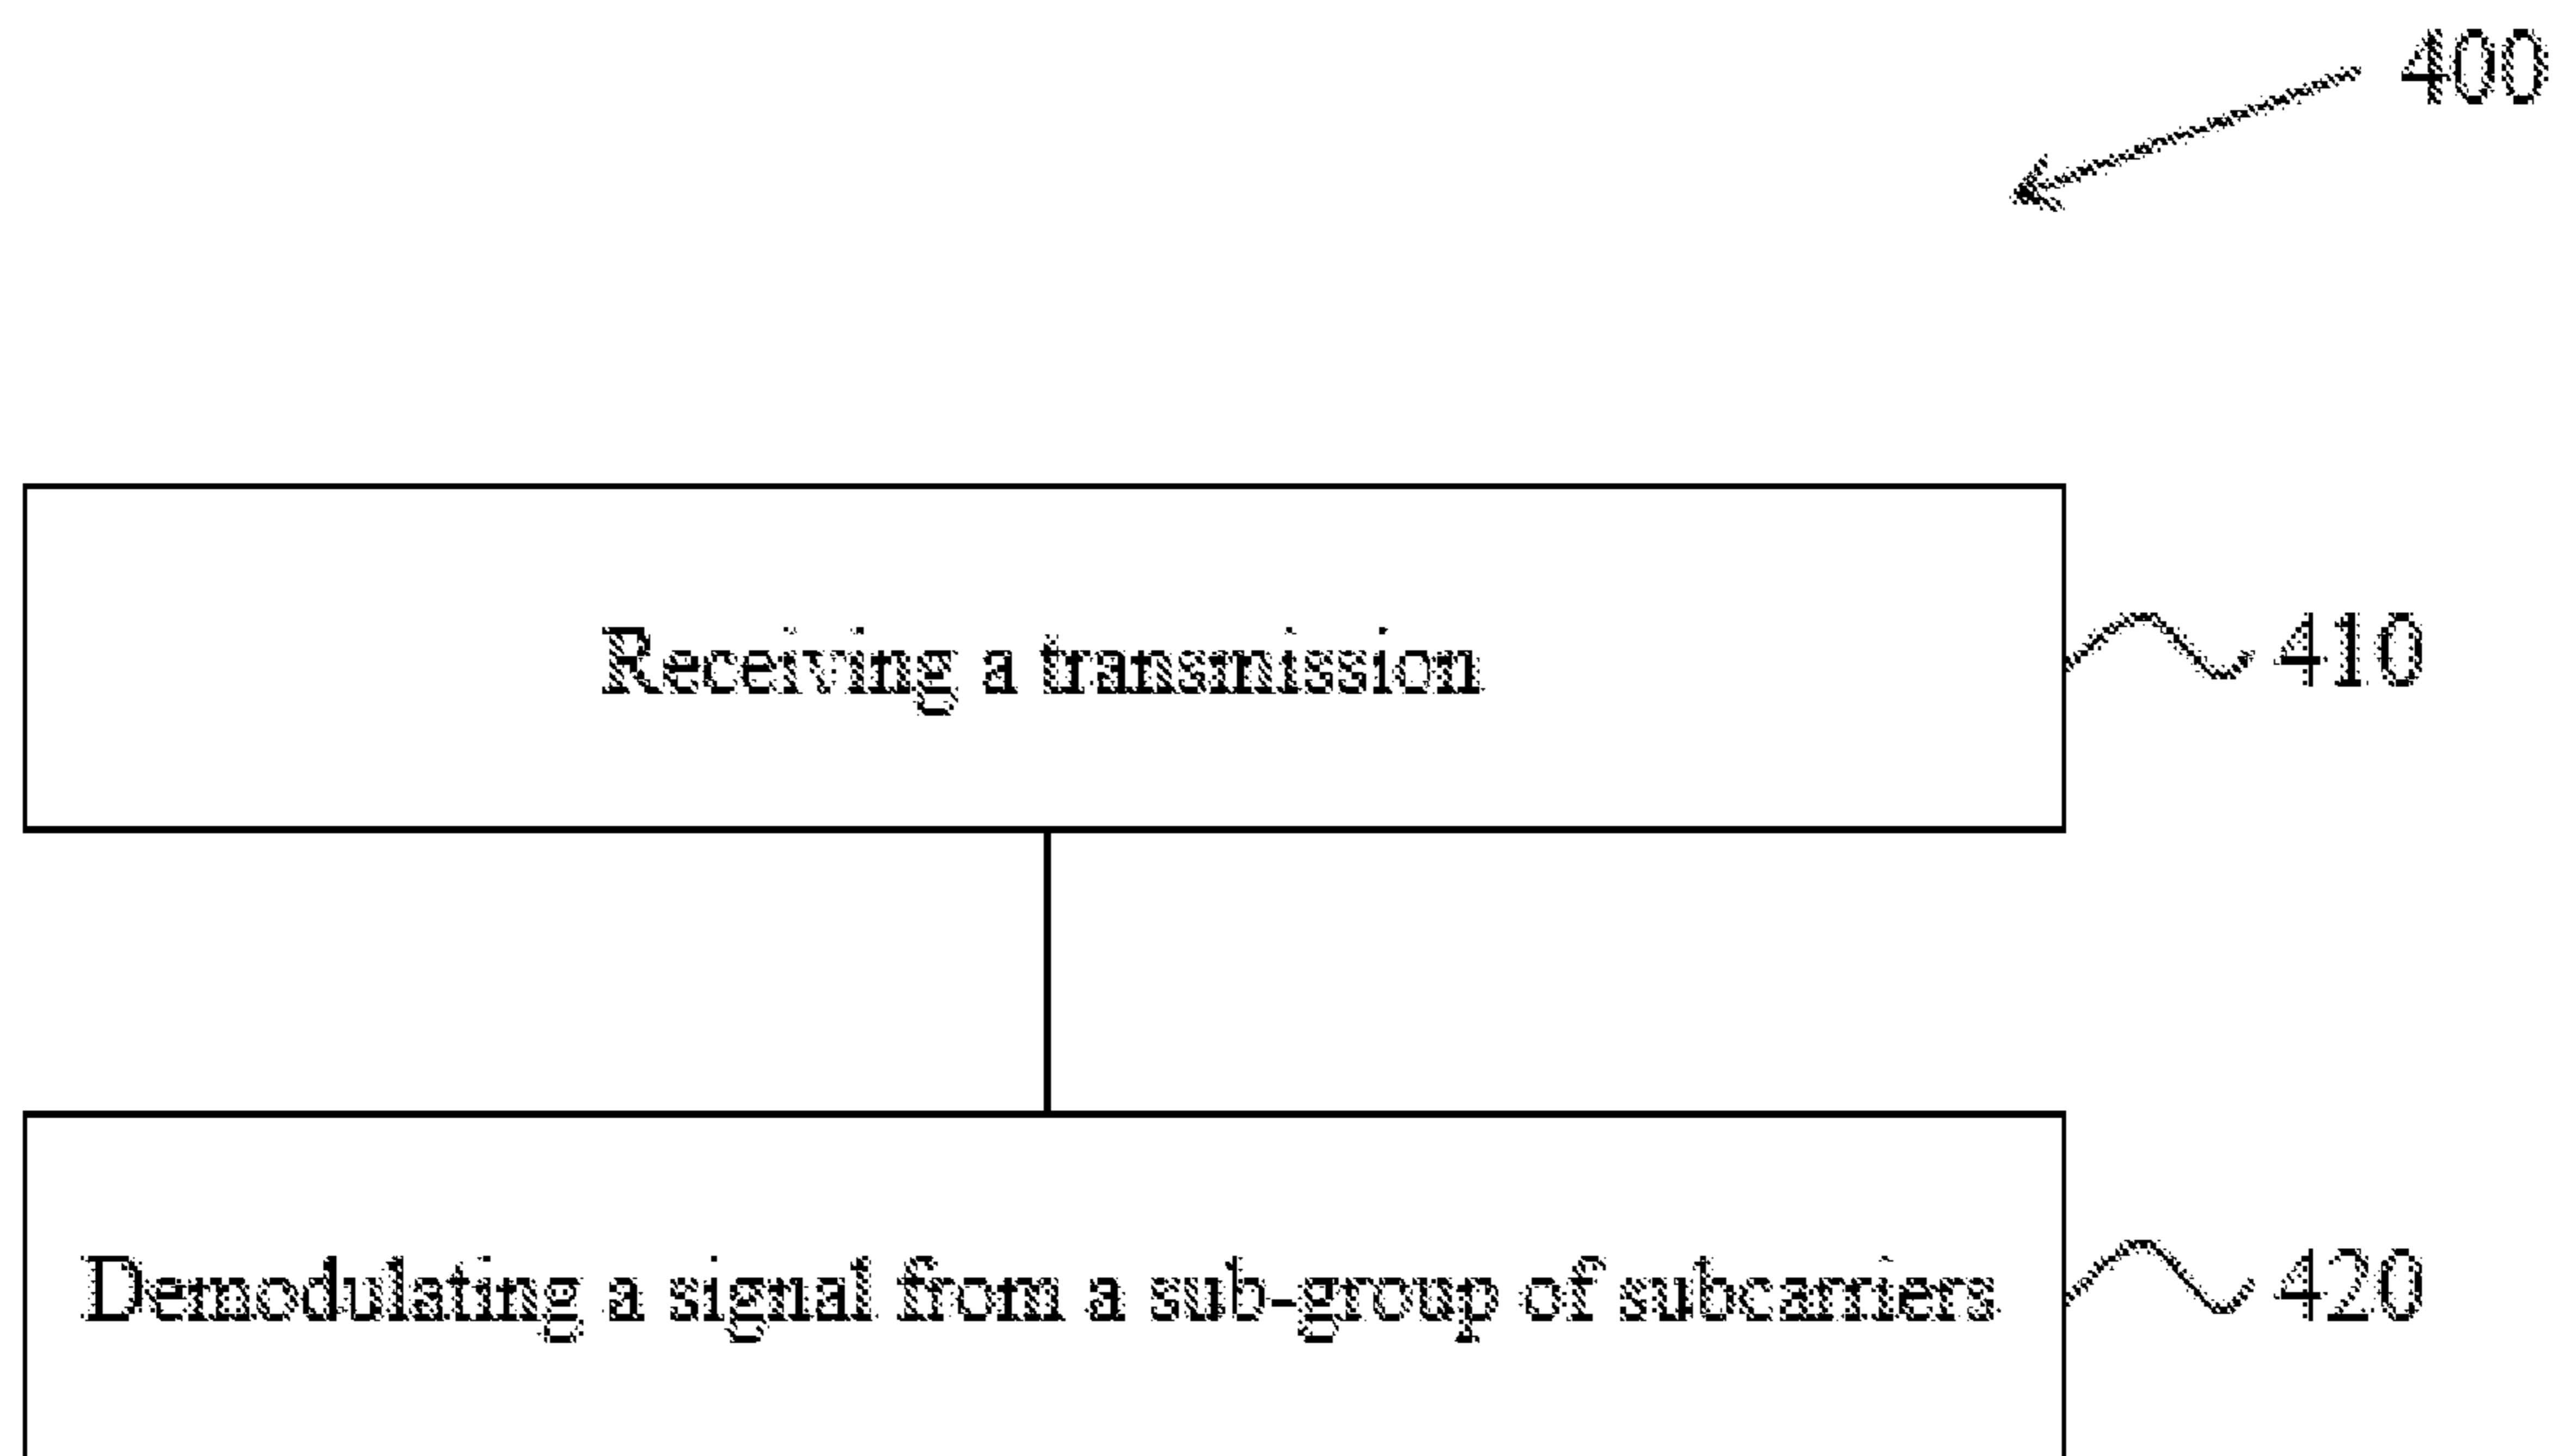 400
Receiving a transmission
410
Demodulating a signal from a sub-group of subcarriers
420